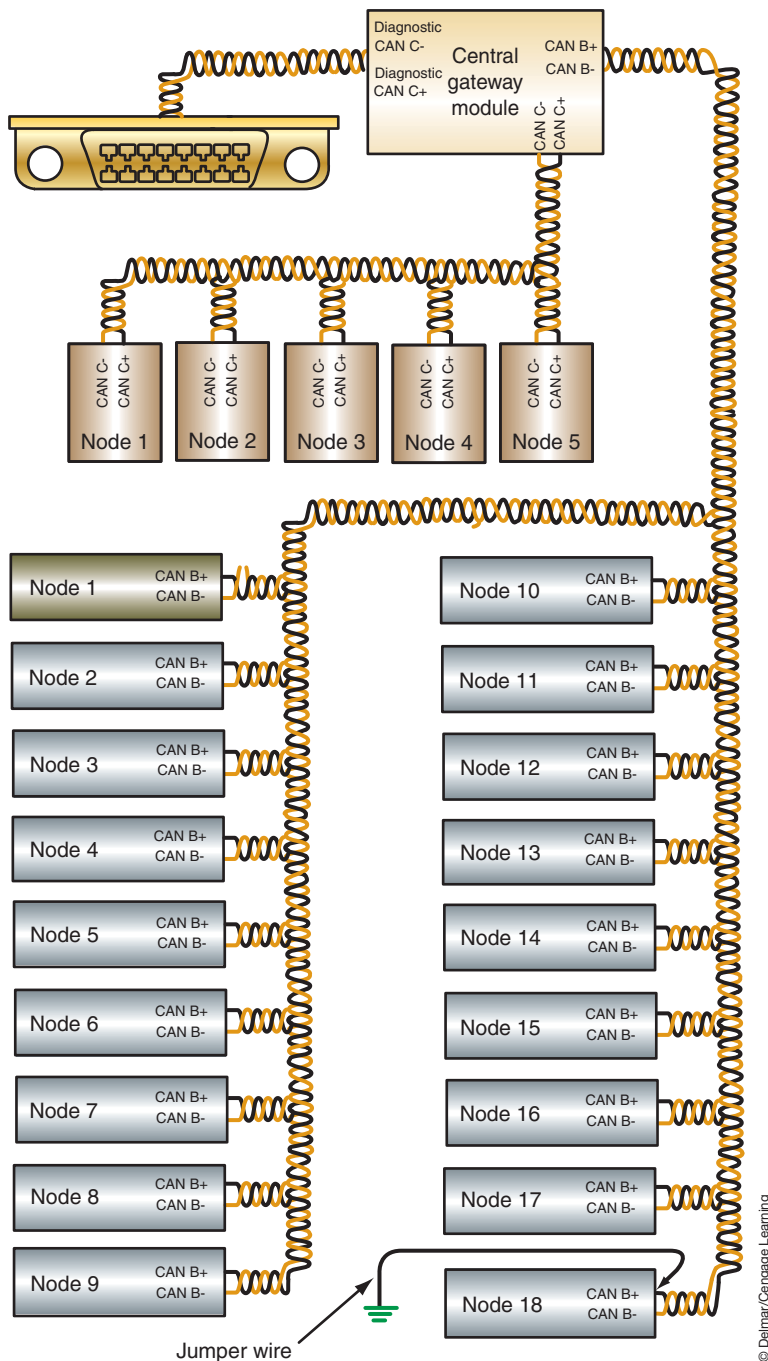 Diagnostic
CAN C-
Diagnostic
CAN C+
Central
gateway
module
CAN B+
CAN B-
CAN C-
CAN C+
CAN C-
CAN C+
Node 1
CAN C-
CAN C+
Node 2
CAN C-
CAN C+
Node 3
CAN C-
CAN C+
Node 4
CAN C-
CAN C+
Node 5
Node 1
CAN B+
CAN B-
Node 2
CAN B+
CAN B-
Node 3
CAN B+
CAN B-
Node 4
CAN B+
CAN B-
Node 5
CAN B+
CAN B-
Node 6
CAN B+
CAN B-
Node 7
CAN B+
CAN B-
Node 8
CAN B+
CAN B-
Node 9
CAN B+
CAN B-
Node 10
CAN B+
CAN B-
Node 11
CAN B+
CAN B-
Node 12
CAN B+
CAN B-
Node 13
CAN B+
CAN B-
Node 14
CAN B+
CAN B-
Node 15
CAN B+
CAN B-
Node 16
CAN B+
CAN B-
Node 17
CAN B+
CAN B-
Node 18
CAN B+
CAN B-
Jumper wire
© Delmar/Cengage Learning